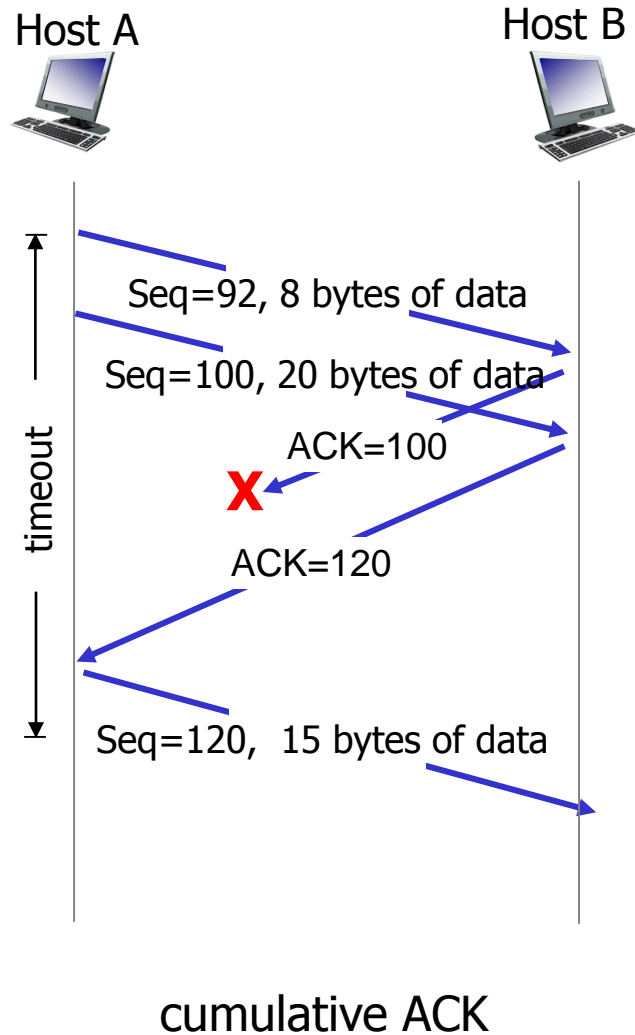 Host A
Host B
Seq=92, 8 bytes of data
Seq=100, 20 bytes of data
ACK=100
X
timeout
ACK=120
Seq=120, 15 bytes of data
cumulative ACK